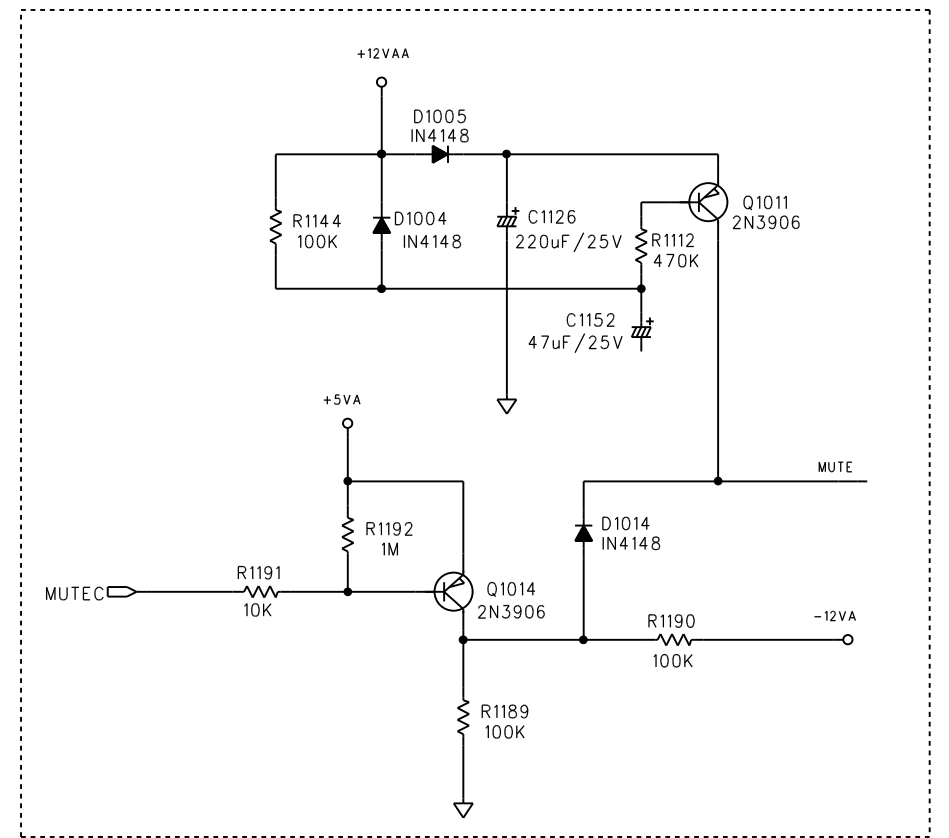 +12VAA
D1005
IN4148
R1144
100K
D1004
IN4148
+
C1126
220uF/25V
Q1011
2N3906
R1112
470K
C1152
+
47uF/25V
+5VA
MUTE
R1192
1M
D1014
IN4148
MUTEC
R1191
10K
Q1014
2N3906
R1190
100K
-12VA
R1189
100K